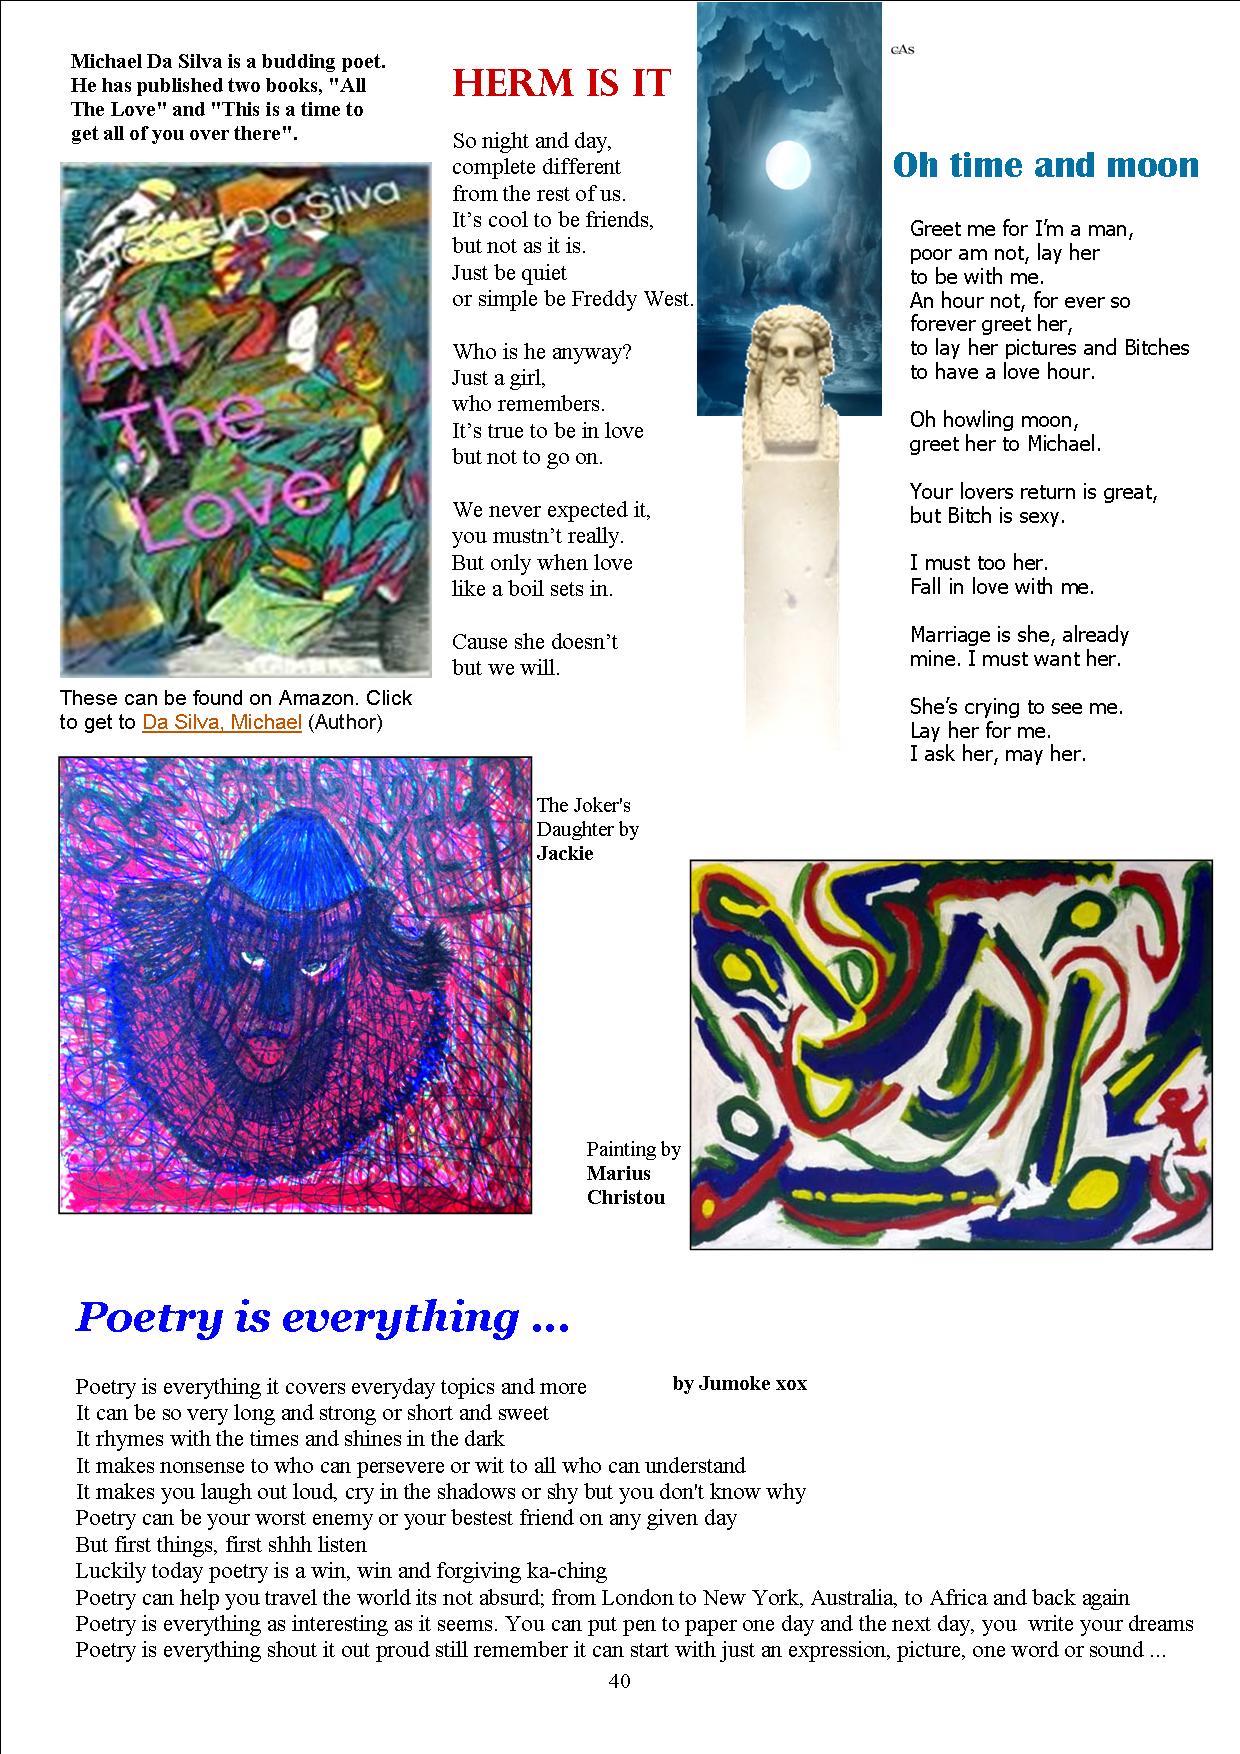 Michael Da Silva is a budding poet.
He has published two books, "All
The Love" and "This is a time to
get all of you over there".
Michael Da Silva
All
The
Love
These can be found on Amazon. Click
to get to Da Silva, Michael (Author)
HERM IS IT
So night and day,
complete different
from the rest of us.
It’s cool to be friends,
but not as it is.
Just be quiet
or simple be Freddy West.
Who is he anyway?
Just a girl,
who remembers.
It’s true to be in love
but not to go on.
We never expected it,
you mustn’t really.
But only when love
like a boil sets in.
Cause she doesn’t
but we will.
cAs
Oh time and moon
Greet me for I’m a man,
poor am not, lay her
to be with me.
An hour not, for ever so
forever greet her,
to lay her pictures and Bitches
to have a love hour.
Oh howling moon,
greet her to Michael.
Your lovers return is great,
but Bitch is sexy.
I must too her.
Fall in love with me.
Marriage is she, already
mine. I must want her.
She’s crying to see me.
Lay her for me.
I ask her, may her.
The Joker's
Daughter by
Jackie
Painting by
Marius
Christou
Poetry is everything ...
by Jumoke xox
Poetry is everything it covers everyday topics and more
It can be so very long and strong or short and sweet
It rhymes with the times and shines in the dark
It makes nonsense to who can persevere or wit to all who can understand
It makes you laugh out loud, cry in the shadows or shy but you don't know why
Poetry can be your worst enemy or your bestest friend on any given day
But first things, first shhh listen
Luckily today poetry is a win, win and forgiving ka-ching
Poetry can help you travel the world its not absurd; from London to New York, Australia, to Africa and back again
Poetry is everything as interesting as it seems. You can put pen to paper one day and the next day, you  write your dreams
Poetry is everything shout it out proud still remember it can start with just an expression, picture, one word or sound ...
40